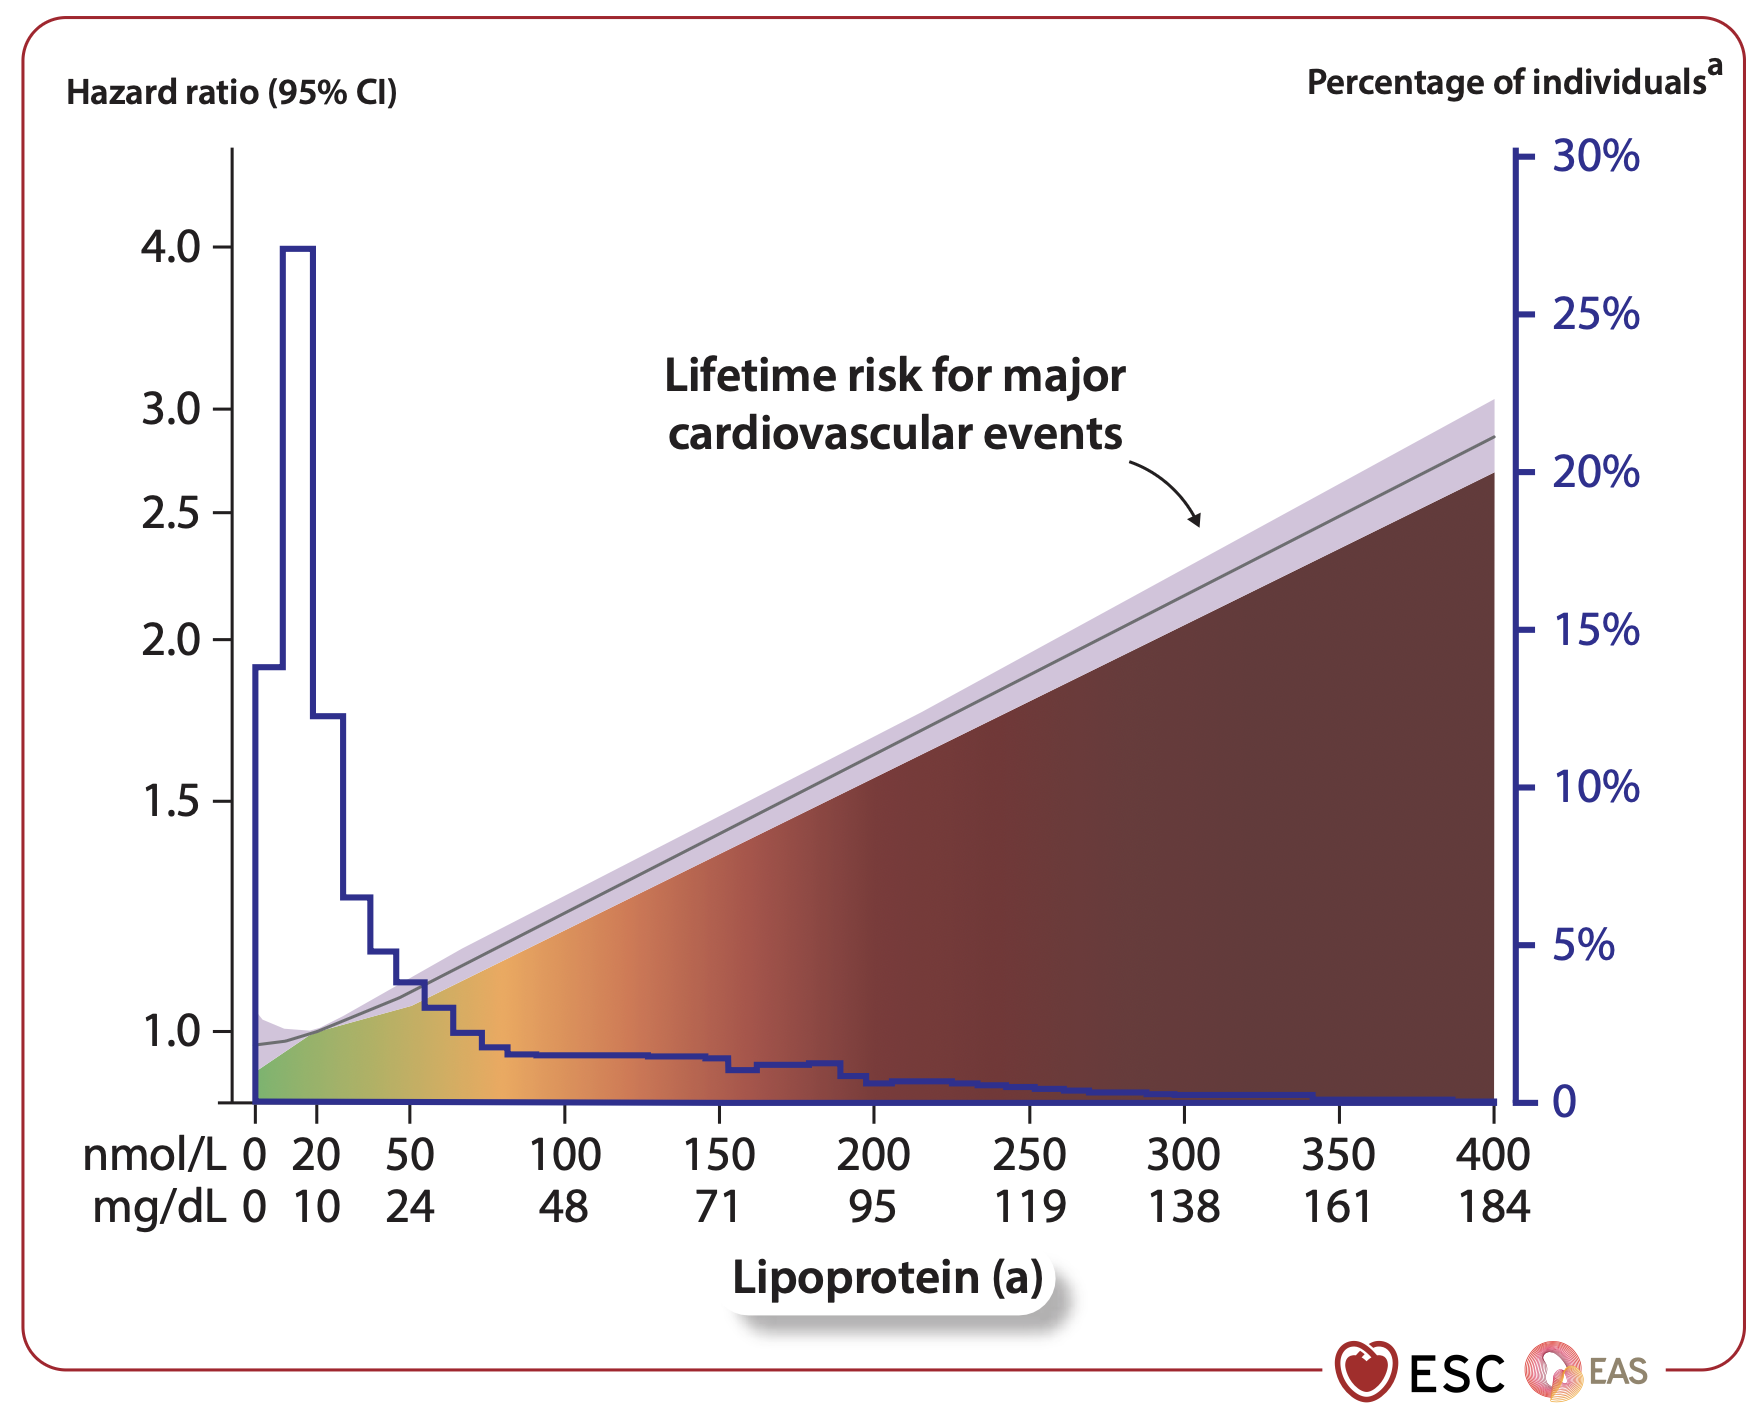 Hazard ratio (95% CI)
Percentage of individualsᵃ
4.0
3.0
2.5
2.0
1.5
1.0
Lifetime risk for major
cardiovascular events
30%
25%
20%
15%
10%
5%
0
nmol/L 0 20 50 100 150 200 250 300 350 400
mg/dL 0 10 24 48 71 95 119 138 161 184
Lipoprotein (a)
ESC EAS